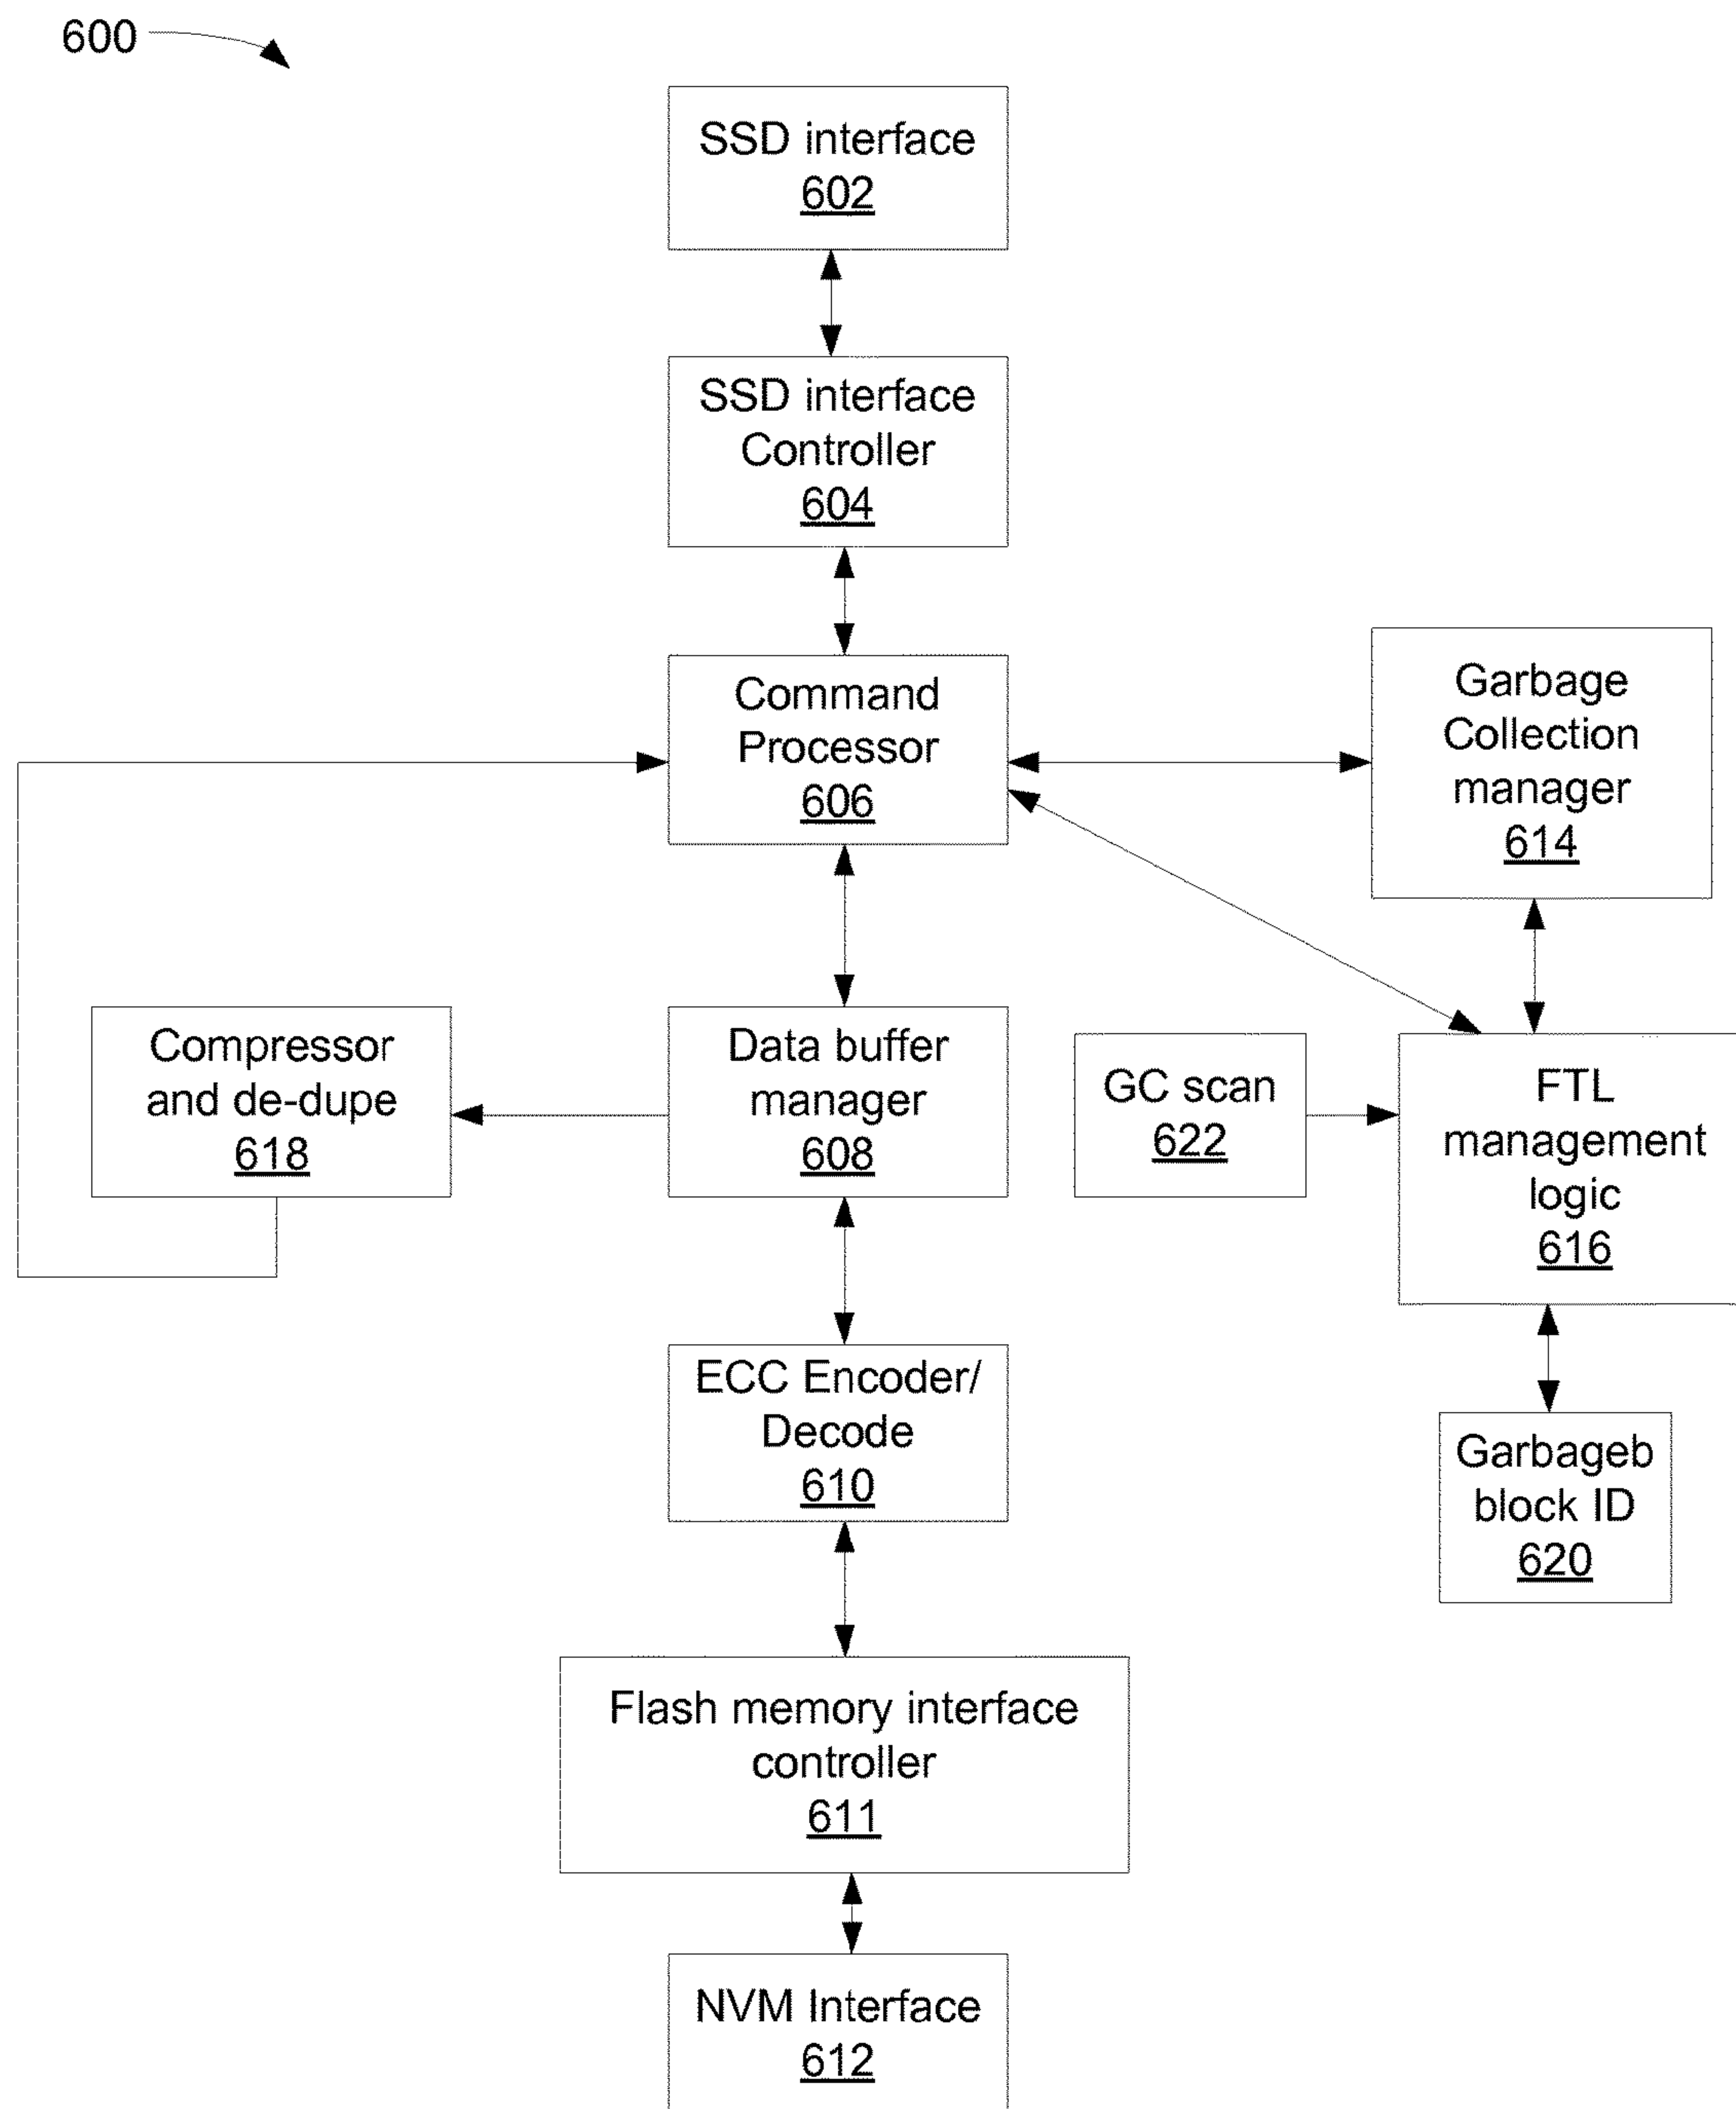 600
SSD interface
602
SSD interface
Controller
604
Command
Processor
606
Garbage
Collection
manager
614
Compressor
and de-dupe
618
Data buffer
manager
608
GC scan
622
FTL
management
logic
616
ECC Encoder/
Decode
610
Garbageb
block ID
620
Flash memory interface
controller
611
NVM Interface
612